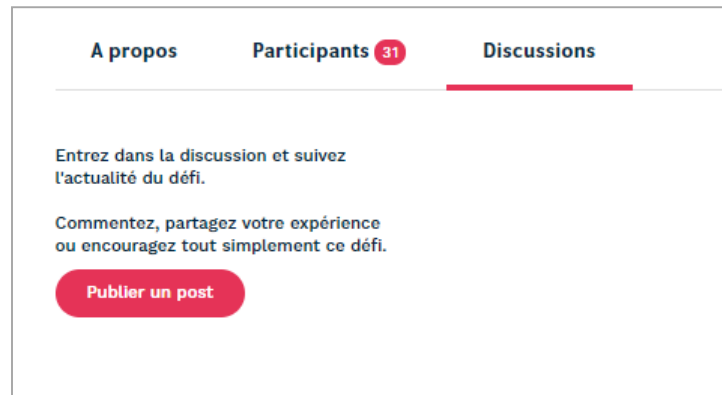 A propos Participants 31 Discussions
Entrez dans la discussion et suivez
l'actualité du défi.
Commentez, partagez votre expérience
ou encouragez tout simplement ce défi.
Publier un post